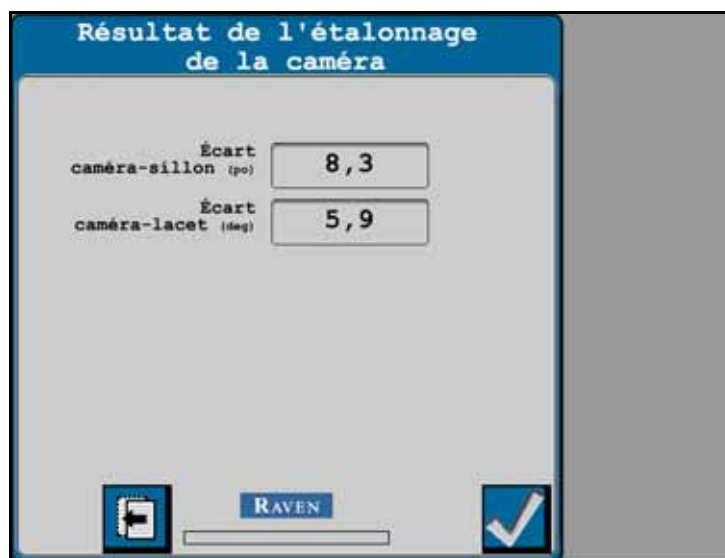 Résultat de l'étalonnage
de la caméra
Écart
caméra-sillon (po)
8,3
Écart
caméra-lacet (deg)
5,9
RAVEN